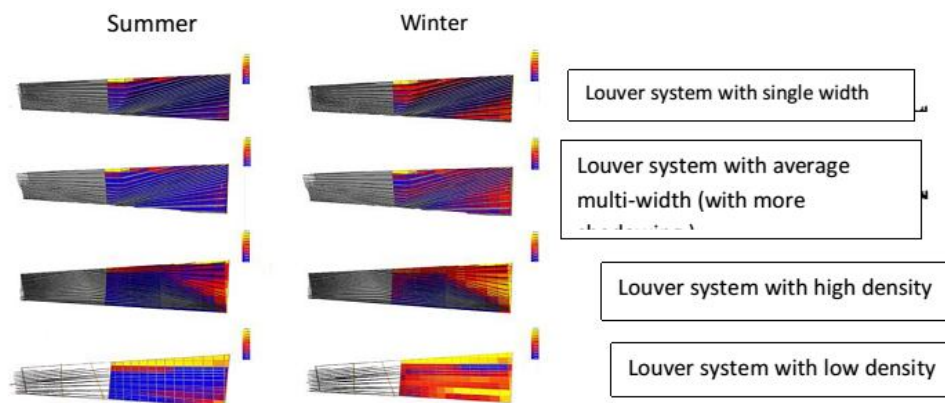 Summer
Winter
Louver system with single width
Louver system with average
multi-width (with more
Louver system with high density
Louver system with low density